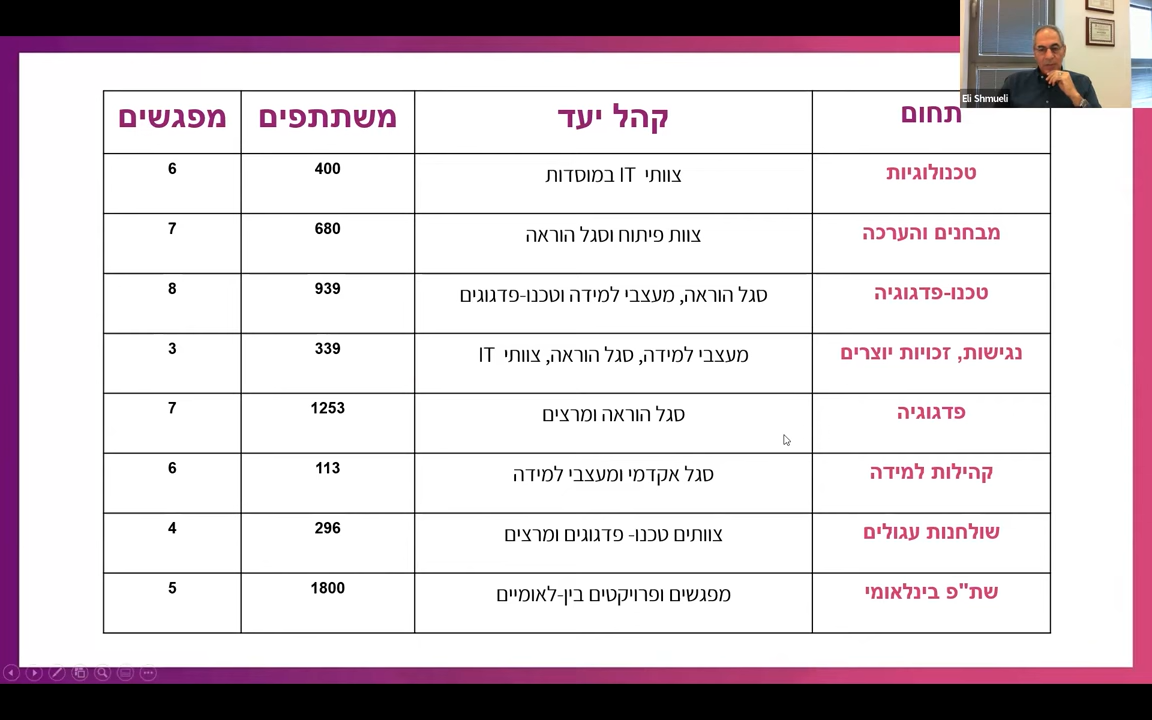 Eli Shmueli
תחום קהל יעד משתתפים מפגשים
טכנולוגיות צוותי IT במוסדות 400 6
מבחנים והערכה צוות פיתוח וסגל הוראה 680 7
טכנו-פדגוגיה סגל הוראה, מעצבי למידה וטכנו-פדגוגים 939 8
נגישות, זכויות יוצרים מעצבי למידה, סגל הוראה, צוותי IT 339 3
פדגוגיה סגל הוראה ומרצים 1253 7
קהילות למידה סגל אקדמי ומעצבי למידה 113 6
שולחנות עגולים צוותים טכנו- פדגוגים ומרצים 296 4
שת"פ בינלאומי מפגשים ופרויקטים בין-לאומיים 1800 5